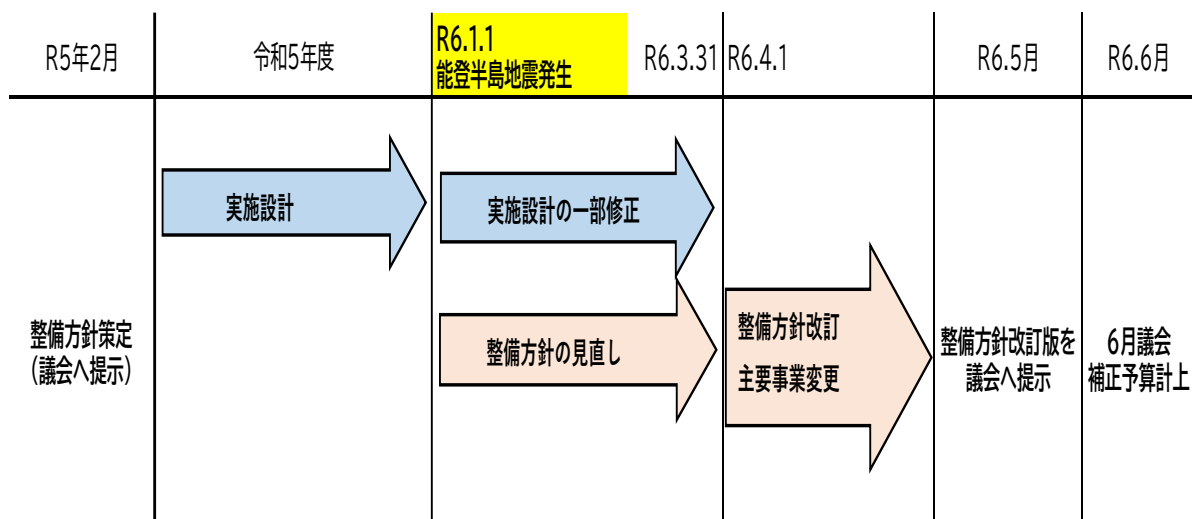 R5年2月
令和5年度
R6.1.1
能登半島地震発生
R6.3.31
R6.4.1
R6.5月
R6.6月
実施設計
実施設計の一部修正
整備方針策定
(議会へ提示)
整備方針の見直し
整備方針改訂
主要事業変更
整備方針改訂版を
議会へ提示
6月議会
補正予算計上